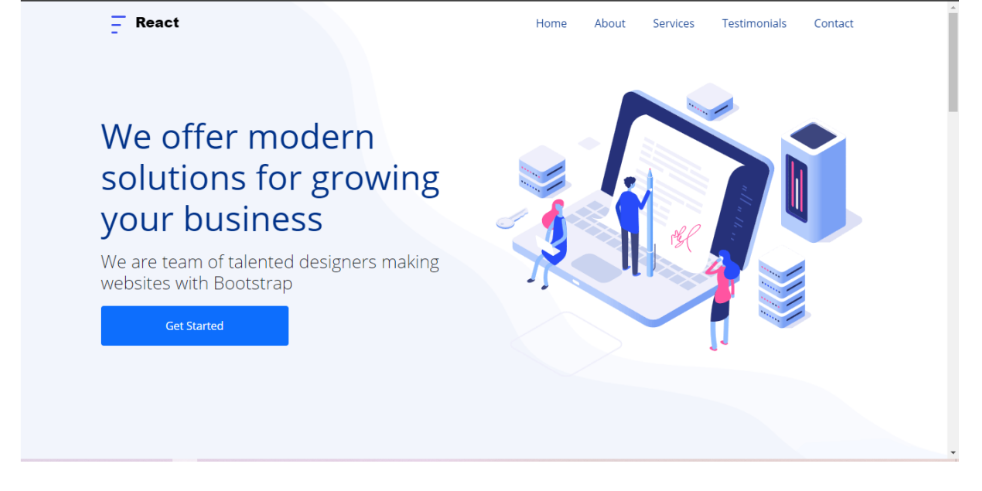 React
Home About Services Testimonials Contact
We offer modern
solutions for growing
your business
We are team of talented designers making
websites with Bootstrap
Get Started